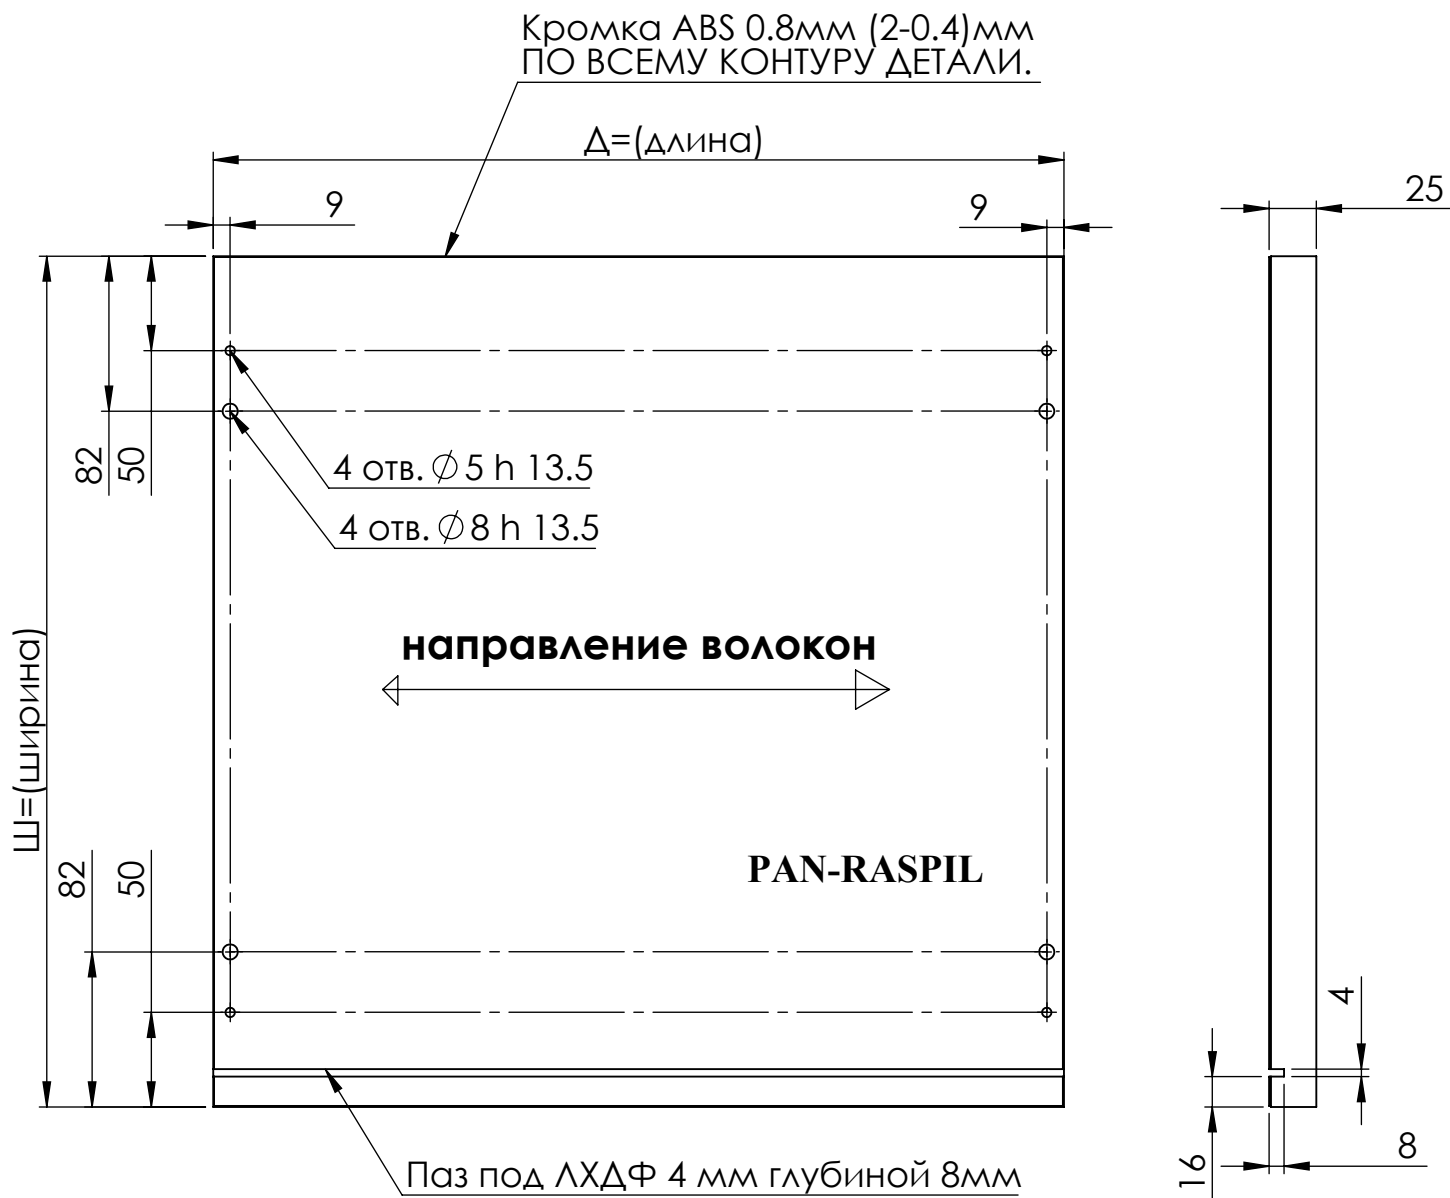 Кромка ABS 0.8мм (2-0.4)мм
ПО ВСЕМУ КОНТУРУ ДЕТАЛИ.
Д=(длина)
9
9
25
82
50
4 отв. ∅5 h 13.5
4 отв. ∅8 h 13.5
направление волокон
Ш=(ширина)
PAN-RASPIL
82
50
4
16
8
Паз под ЛХДФ 4 мм глубиной 8мм